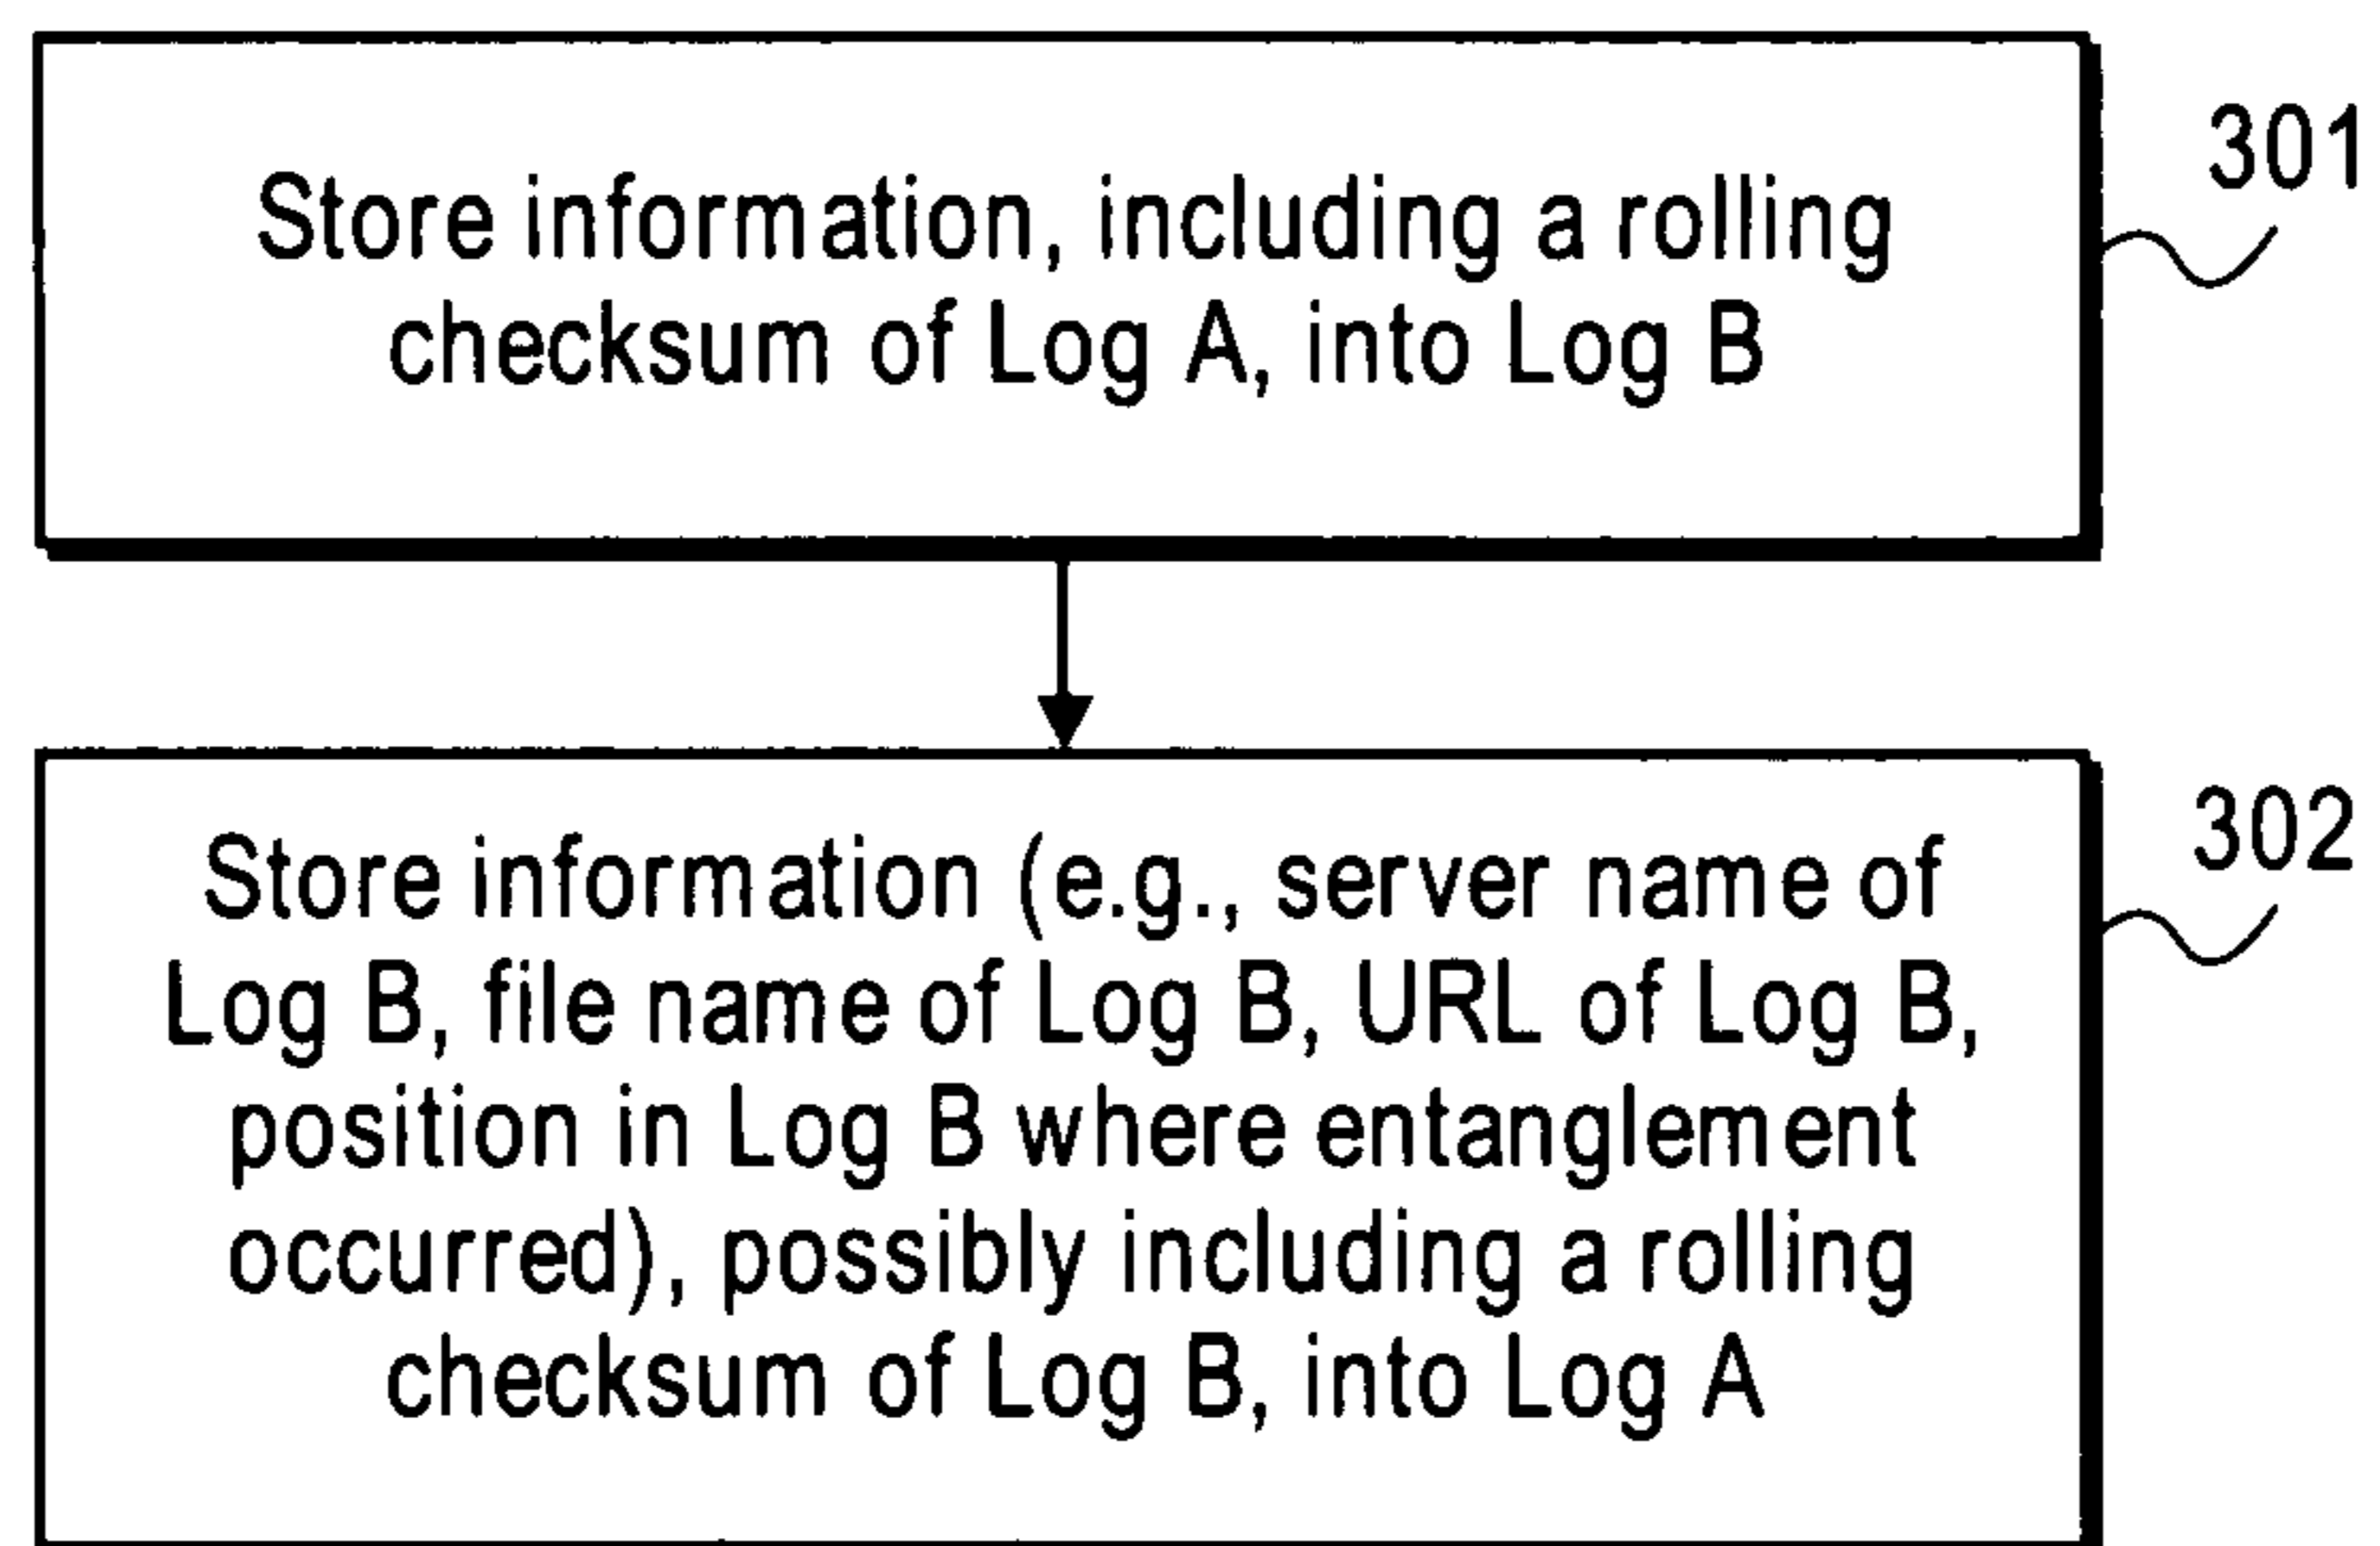 Store information, including a rolling
checksum of Log A, into Log B
301
Store information (e.g., server name of
Log B, file name of Log B, URL of Log B,
position in Log B where entanglement
occurred), possibly including a rolling
checksum of Log B, into Log A
302